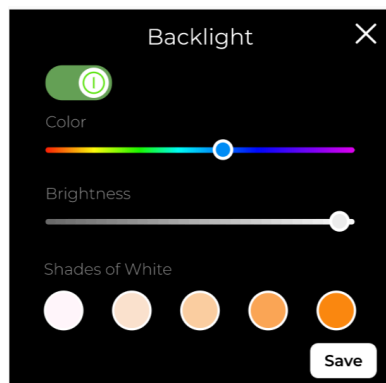 Backlight
Color
Brightness
Shades of White
Save